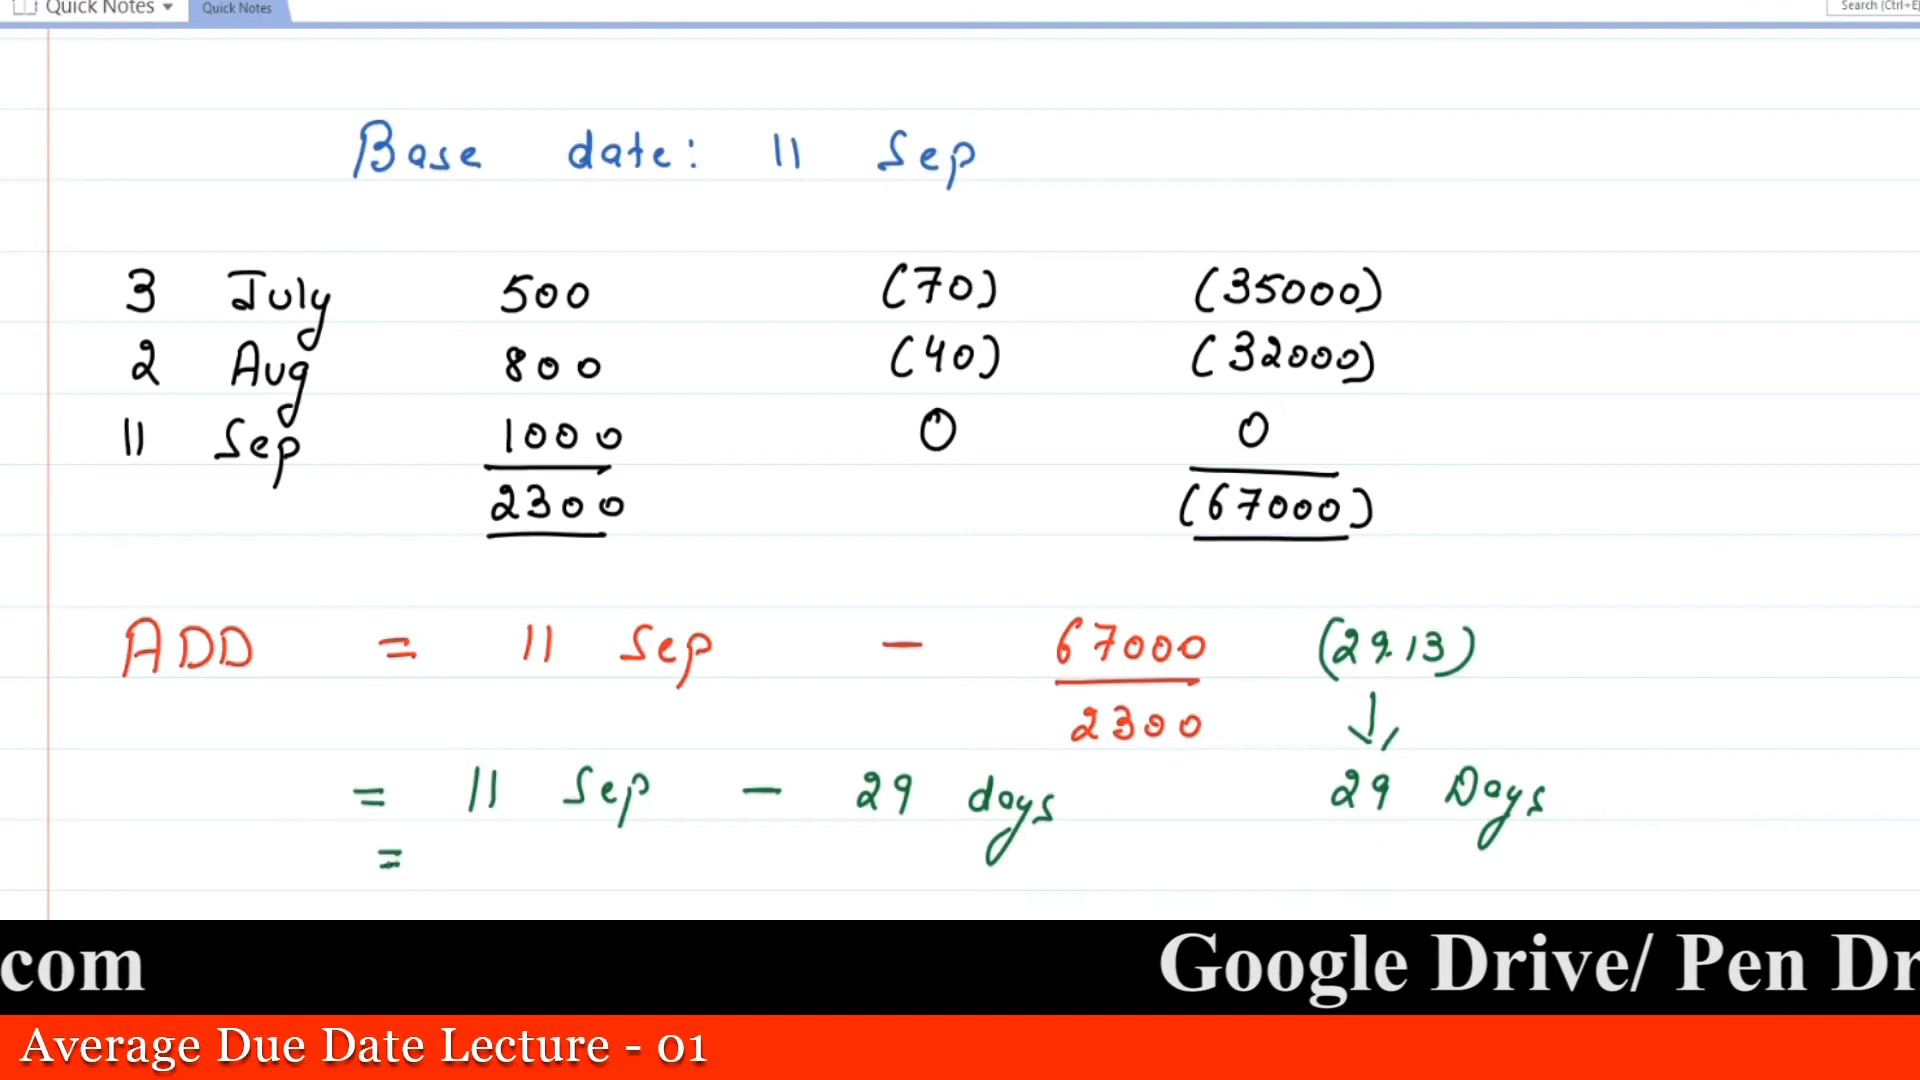 Quick Notes Quick Notes Search (Ctrl+E)
Base date: 11 Sep
3 July 500 (70) (35000)
2 Aug 800 (40) (32000)
11 Sep 1000 0 0
2300 (67000)
ADD = 11 Sep - 67000 (29.13)
2300
= 11 Sep - 29 days 29 Days
=
com Google Drive/ Pen Dr
Average Due Date Lecture - 01